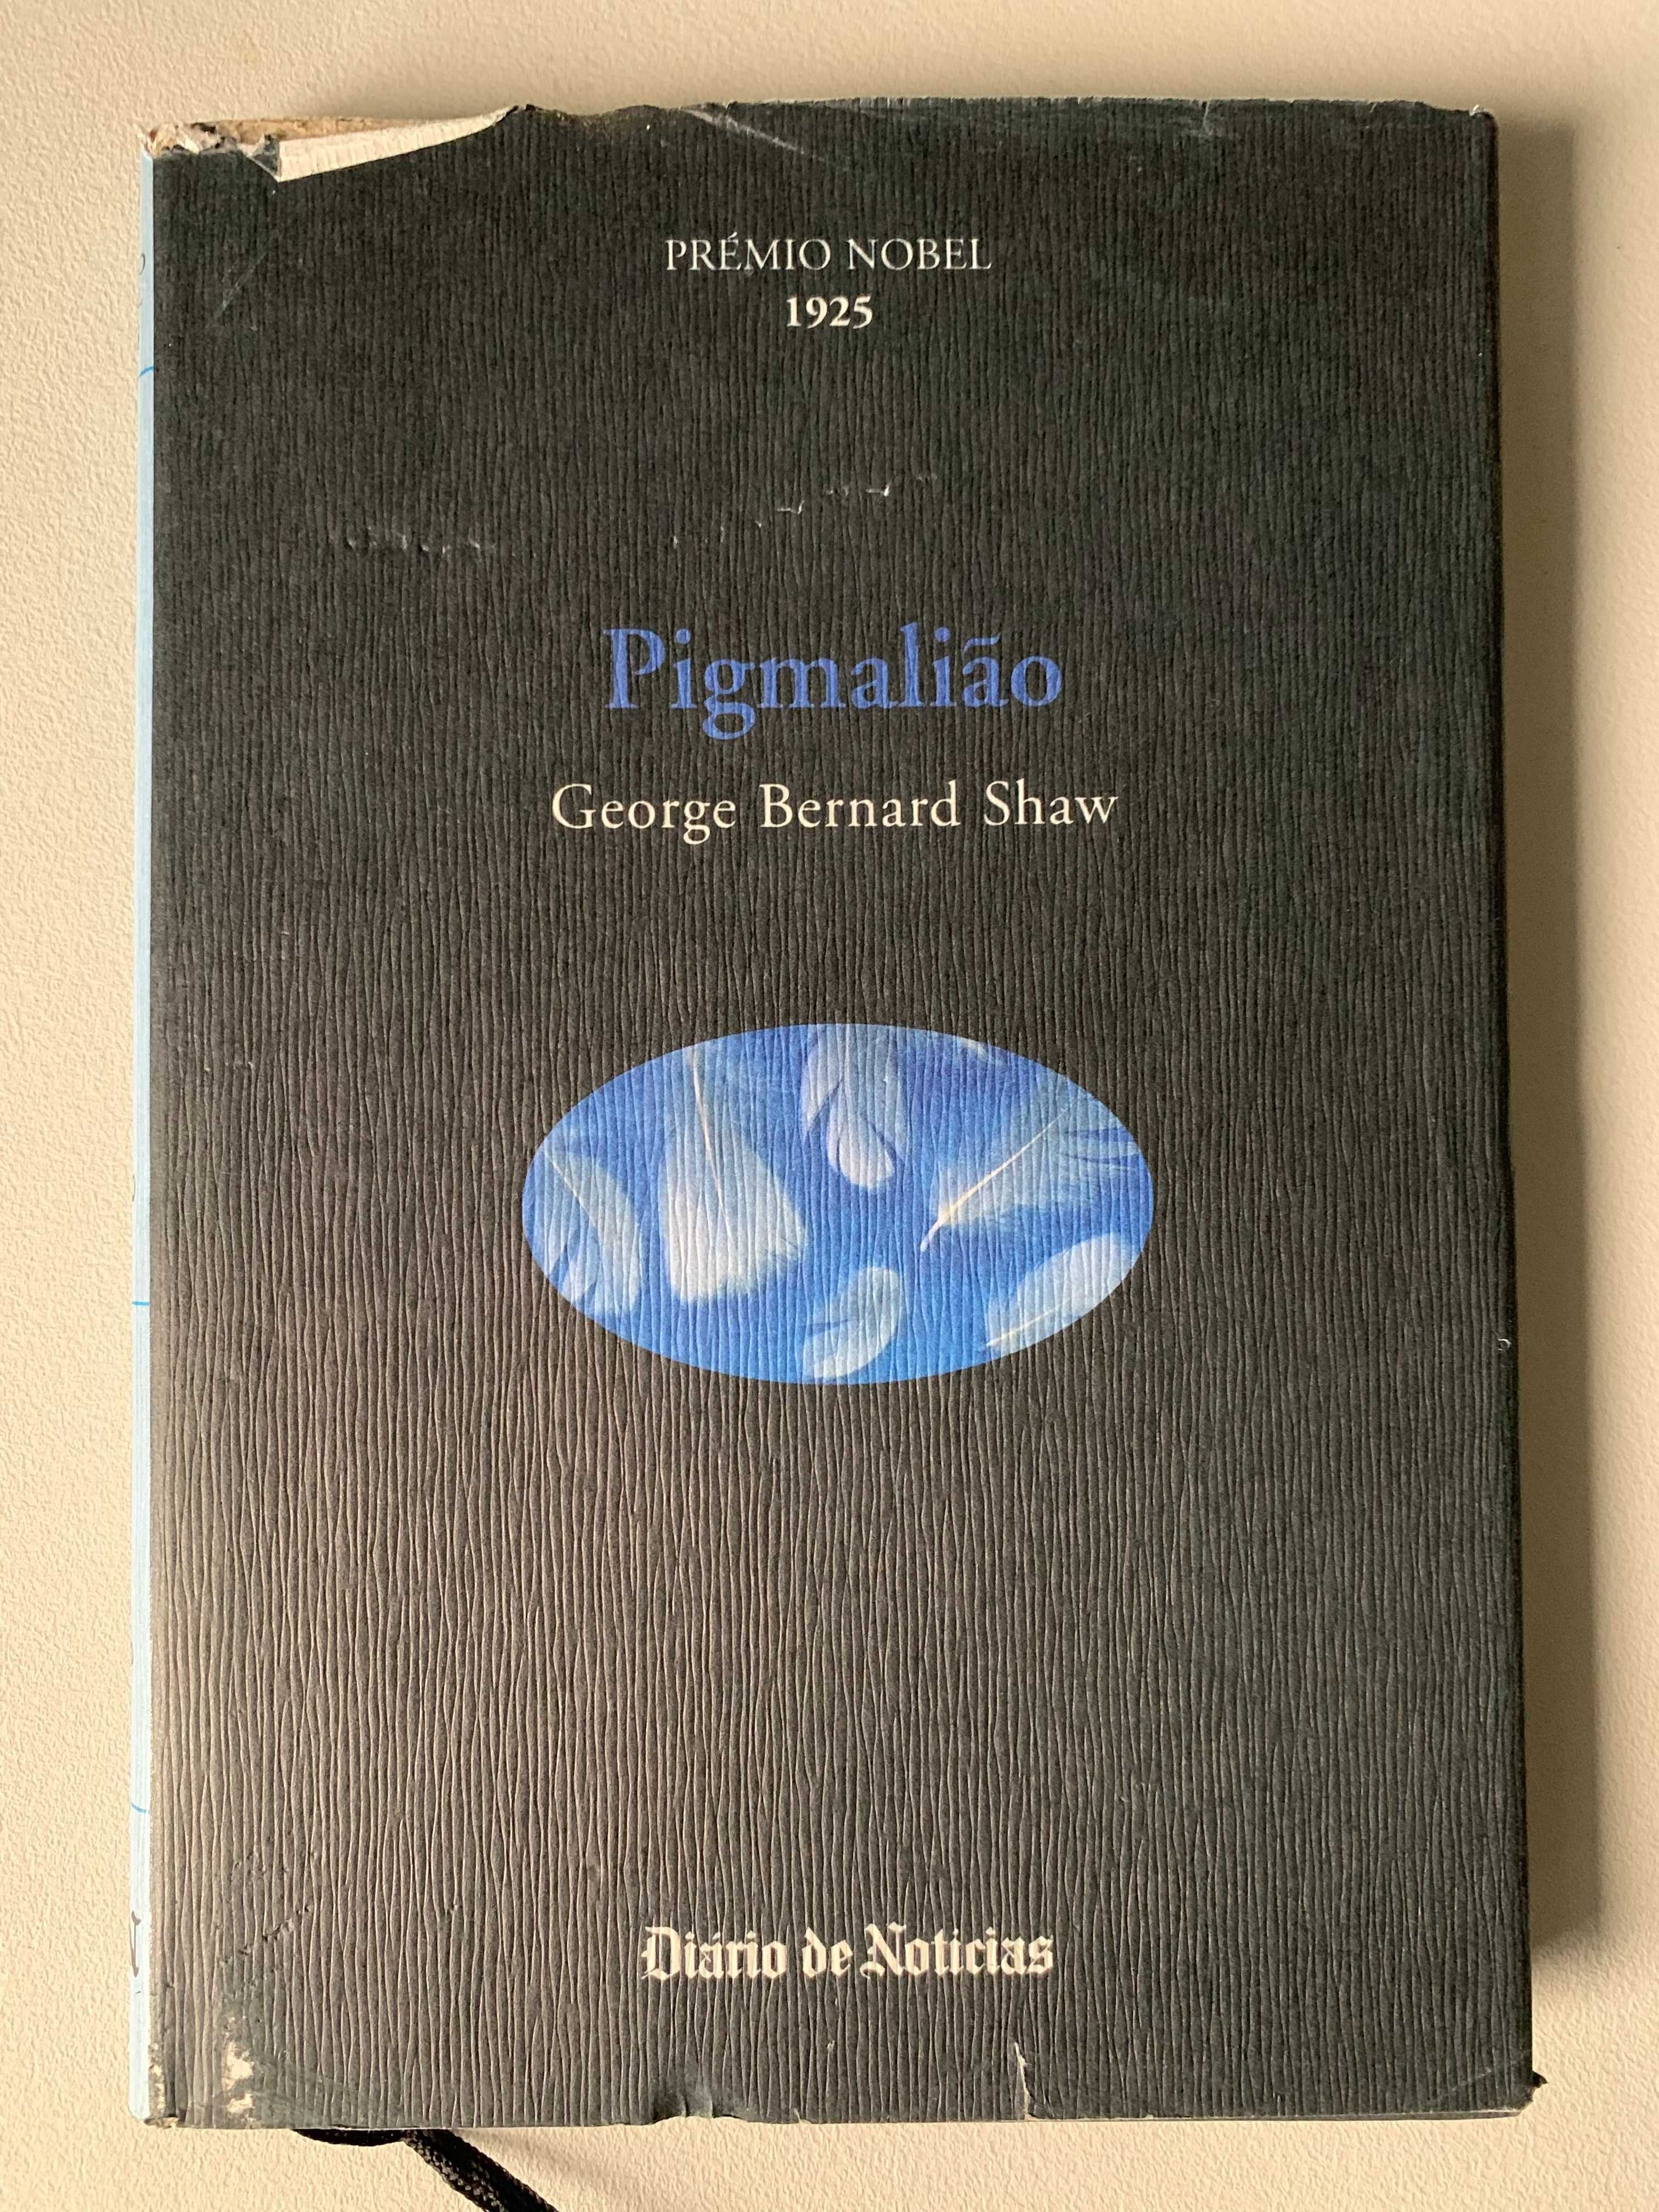 PRÉMIO NOBEL
1925
Pigmalião
George Bernard Shaw
Diário de Notícias